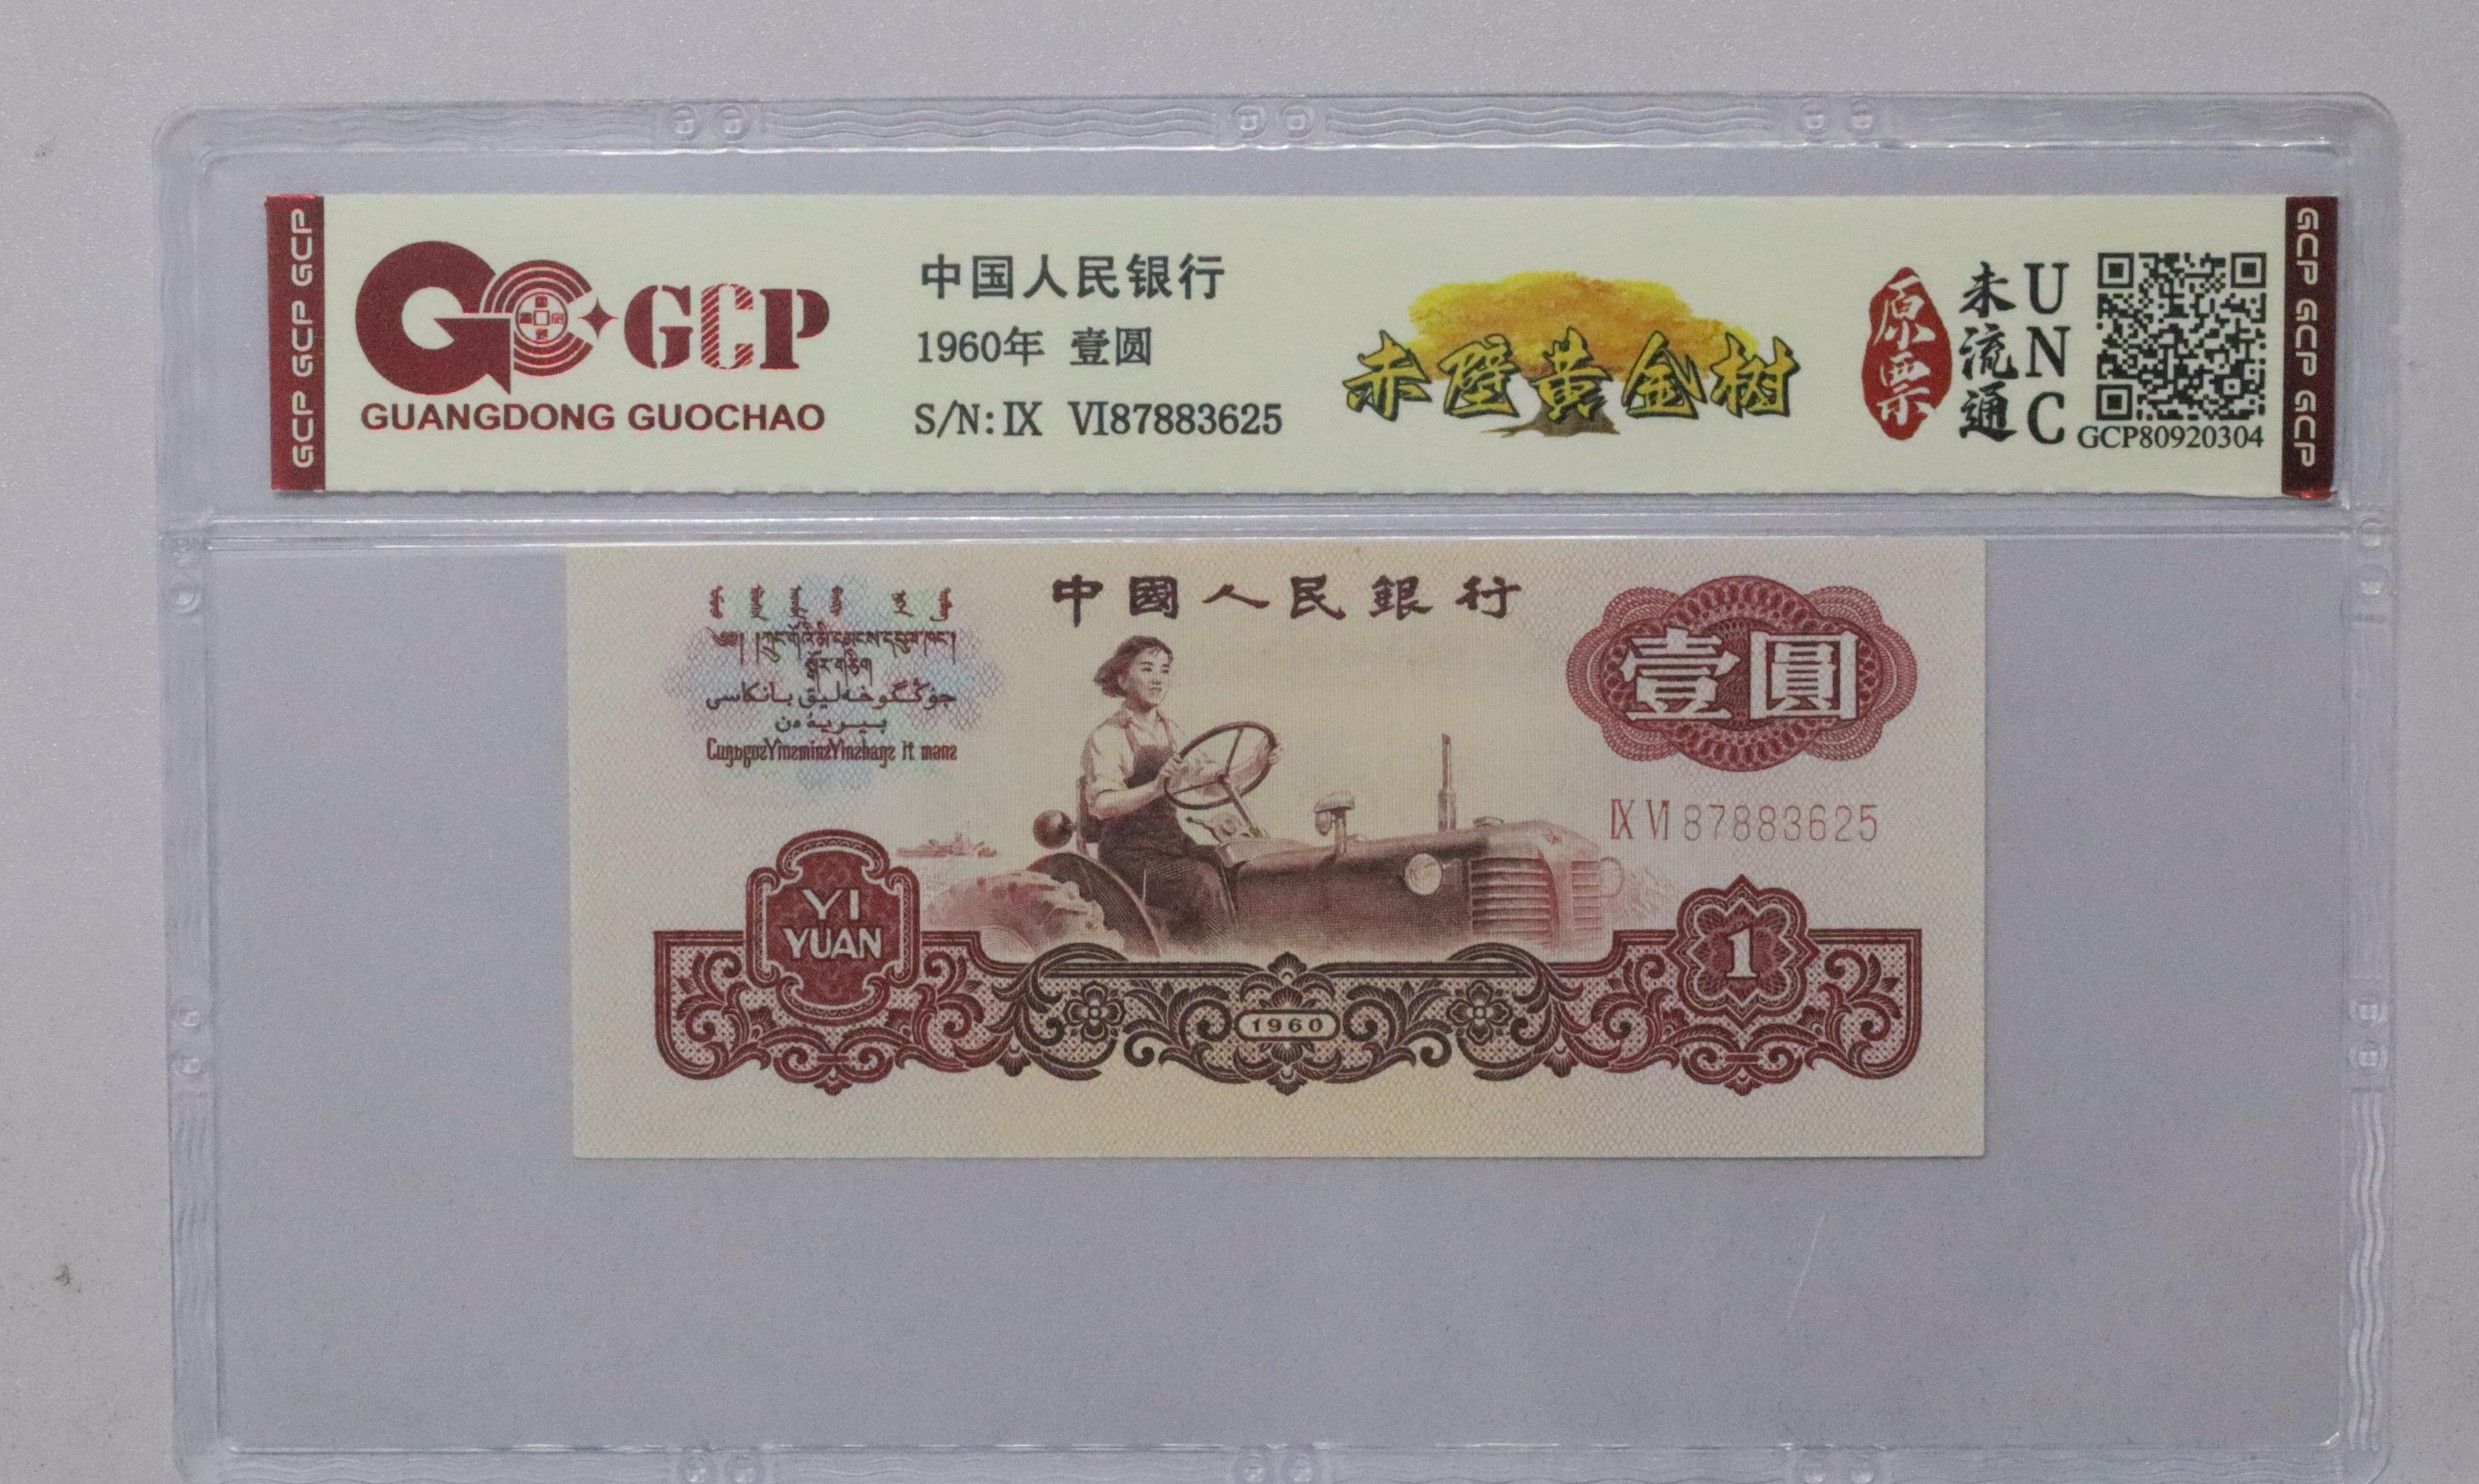 GCP GCP GCP
GCP
GUANGDONG GUOCHAO
中国人民银行
1960年 壹圆
S/N: IX VI87883625
赤壁黄金树
原票
未流通
UNC
GCP80920304
GCP GCP GCP
中國人民銀行
壹圓
IX VI 87883625
YI
YUAN
1960
1